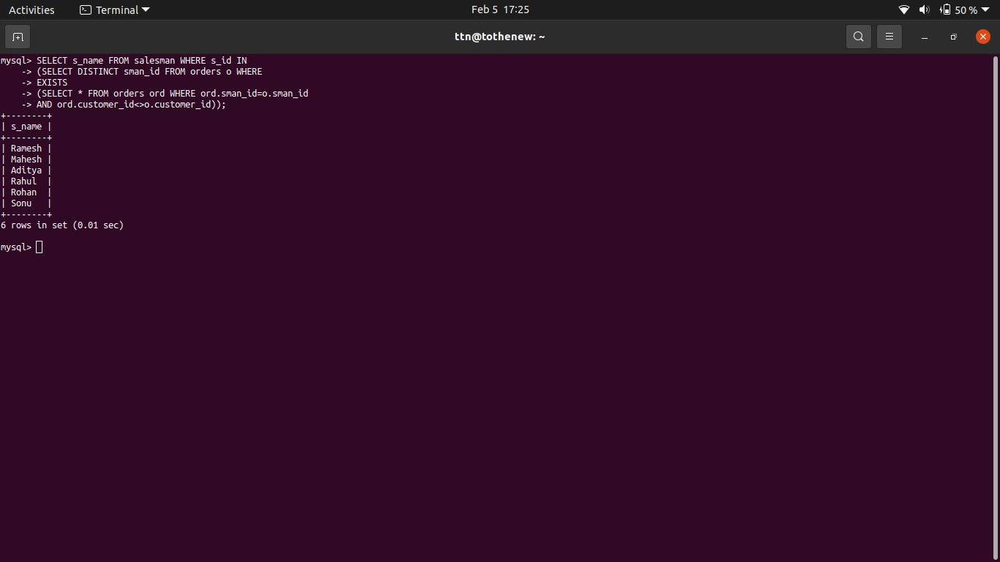 Activities Terminal Feb 5 17:25 50 %
ttn@tothenew: ~
mysql> SELECT s_name FROM salesman WHERE s_id IN
    -> (SELECT DISTINCT sman_id FROM orders o WHERE
    -> EXISTS
    -> (SELECT * FROM orders ord WHERE ord.sman_id=o.sman_id
    -> AND ord.customer_id<>o.customer_id));
+--------+
| s_name |
+--------+
| Ramesh |
| Mahesh |
| Aditya |
| Rahul  |
| Rohan  |
| Sonu   |
+--------+
6 rows in set (0.01 sec)
mysql>